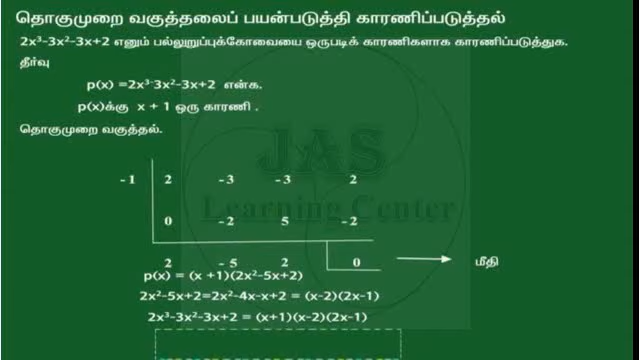 தொகுமுறை வகுத்தலைப் பயன்படுத்தி காரணிப்படுத்தல்
2x³-3x²-3x+2 எனும் பல்லுறுப்புக்கோவையை ஒருபடிக் காரணிகளாக காரணிப்படுத்துக.
தீர்வு
p(x) =2x³-3x²-3x+2 என்க.
p(x)க்கு x + 1 ஒரு காரணி .
தொகுமுறை வகுத்தல்.
JAS
Learning Center
-1 2 -3 -3 2
0 -2 5 -2
2 -5 2 0 மீதி
p(x) = (x +1)(2x²-5x+2)
2x²-5x+2=2x²-4x-x+2 = (x-2)(2x-1)
2x³-3x²-3x+2 = (x+1)(x-2)(2x-1)